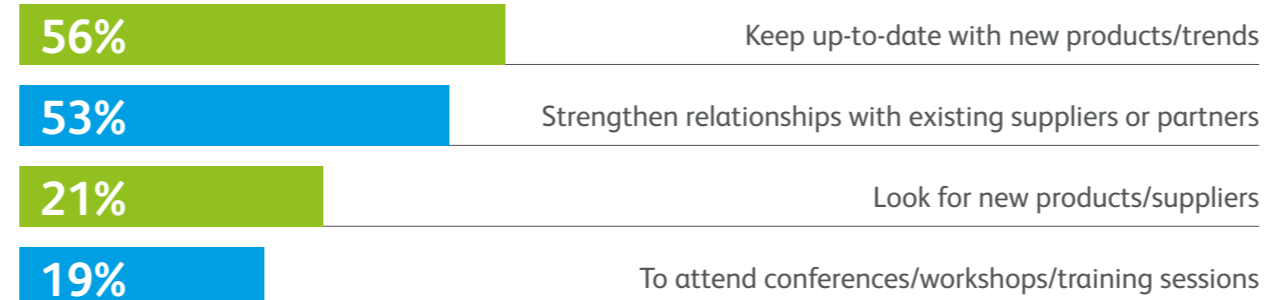 56% Keep up-to-date with new products/trends
53% Strengthen relationships with existing suppliers or partners
21% Look for new products/suppliers
19% To attend conferences/workshops/training sessions